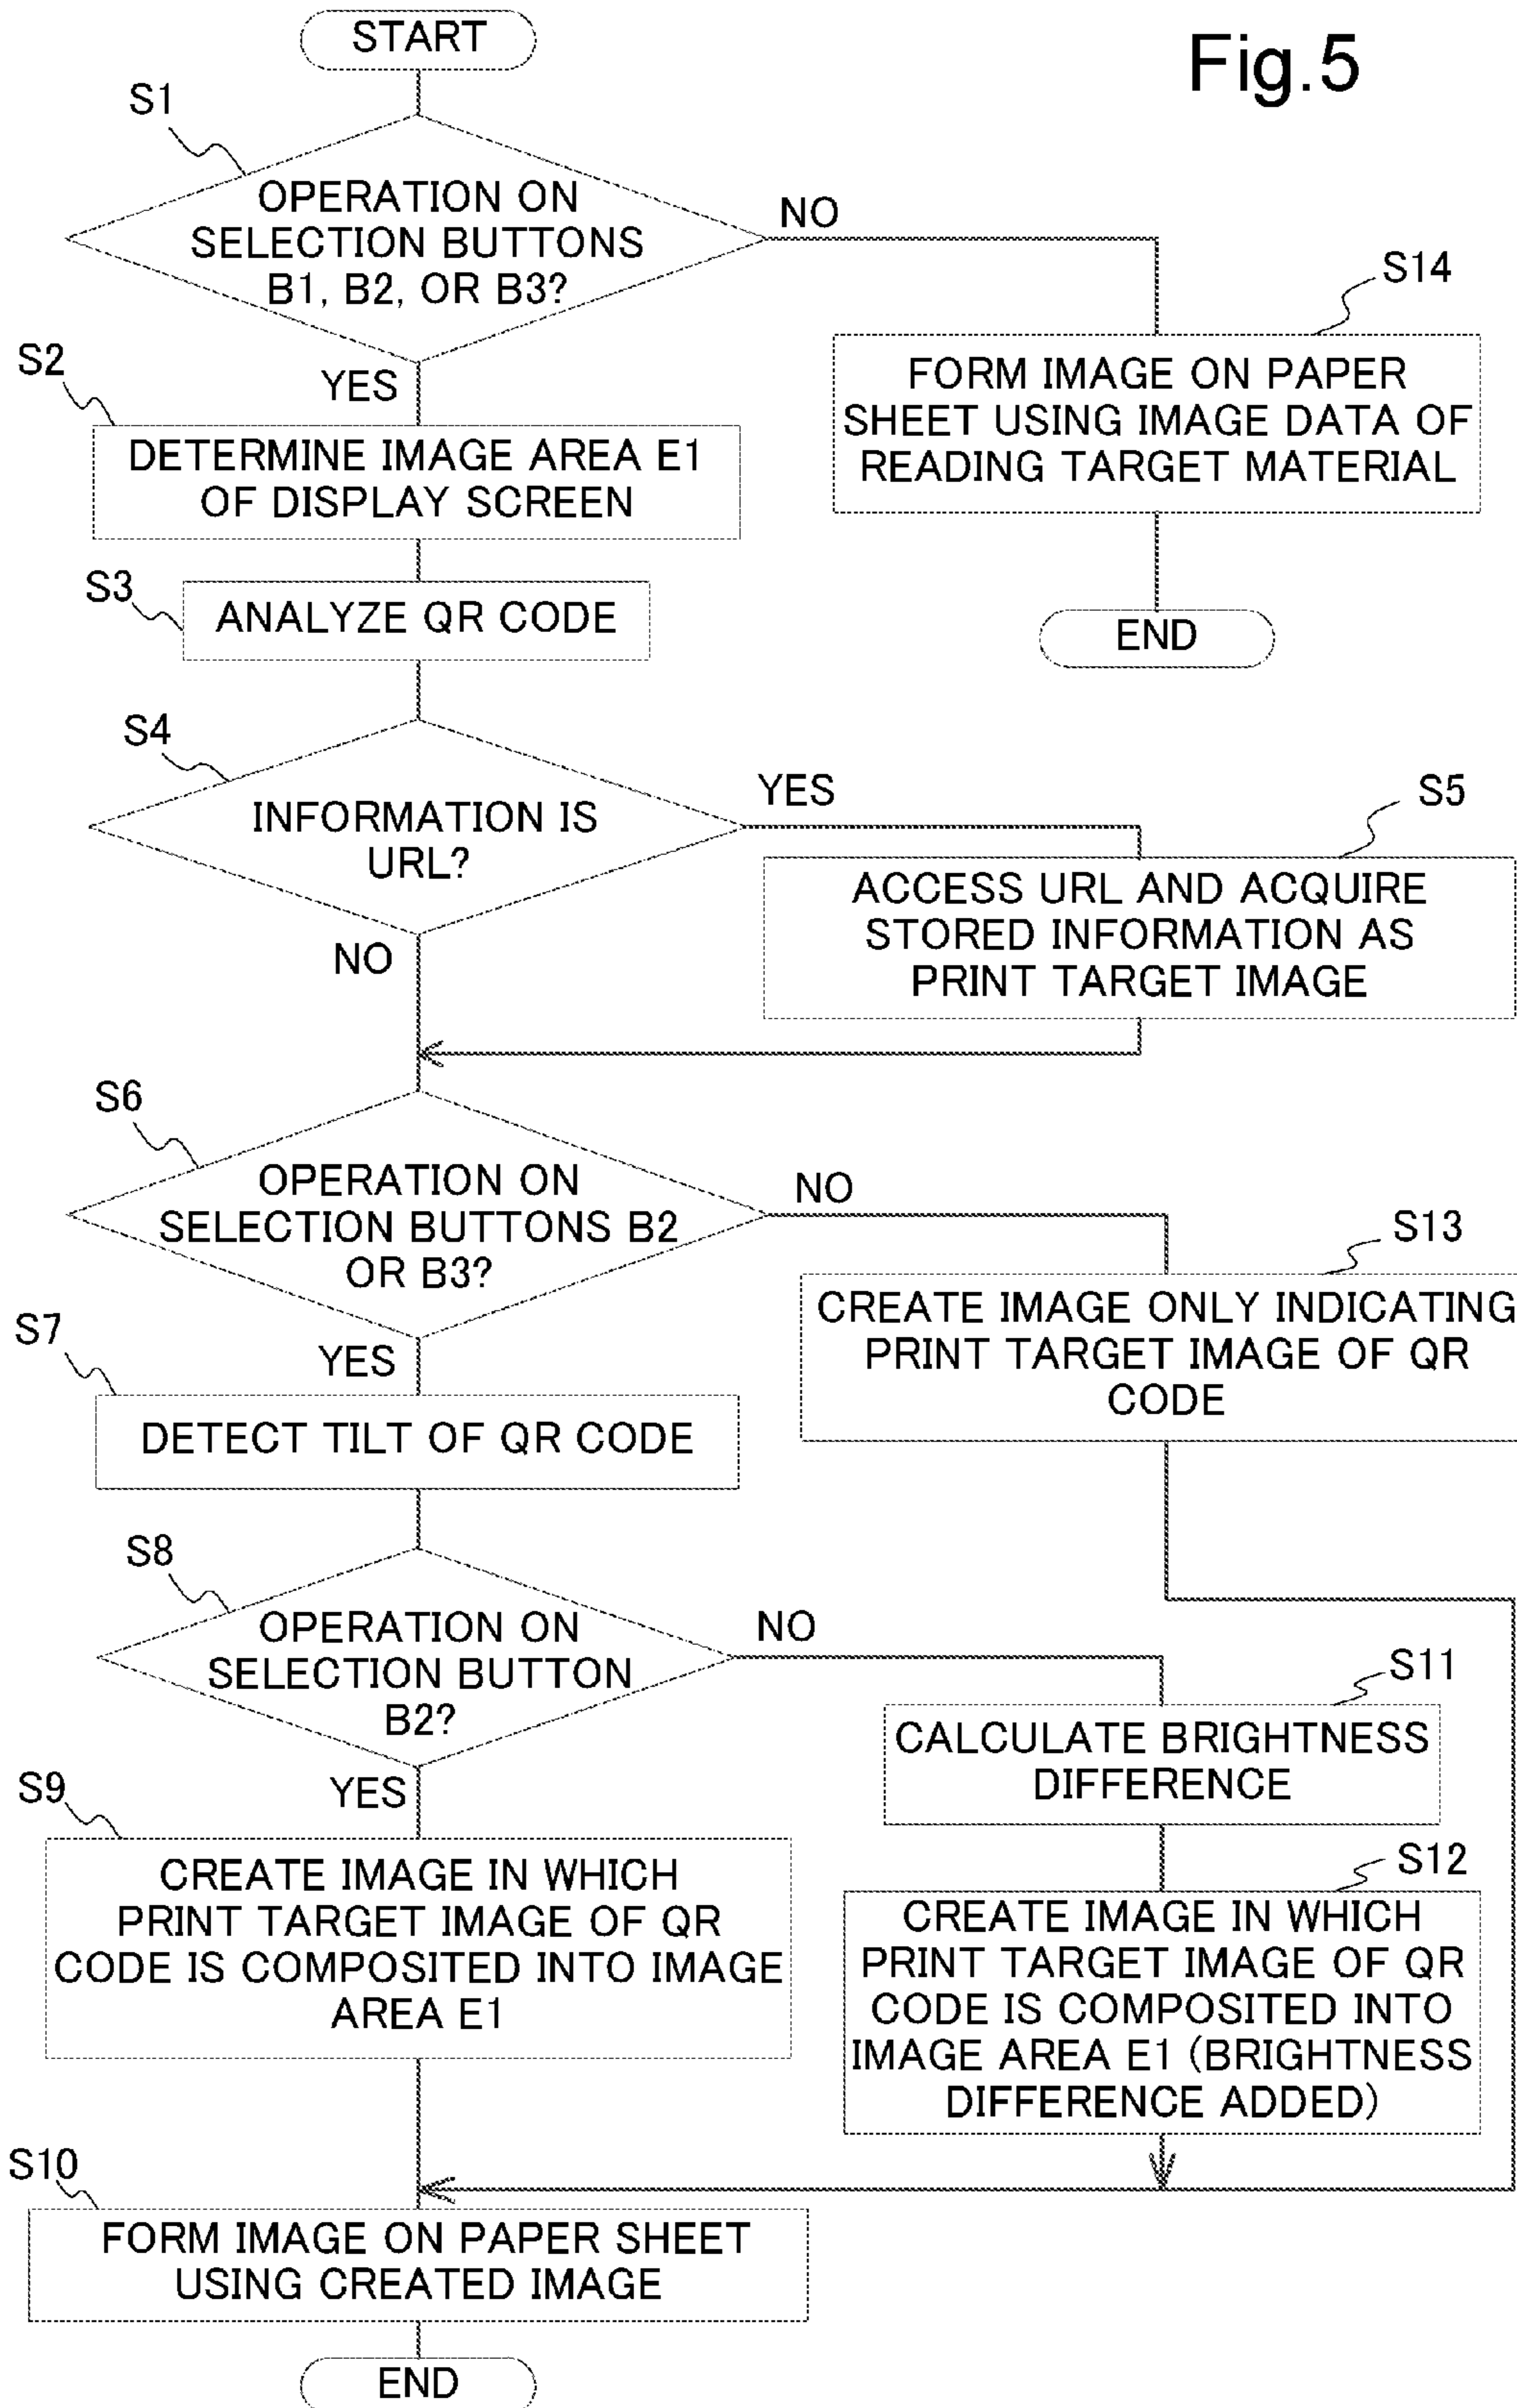 Fig.5
START
S1
OPERATION ON
SELECTION BUTTONS
B1, B2, OR B3?
NO
YES
S14
FORM IMAGE ON PAPER
SHEET USING IMAGE DATA OF
READING TARGET MATERIAL
END
S2
DETERMINE IMAGE AREA E1
OF DISPLAY SCREEN
S3
ANALYZE QR CODE
S4
INFORMATION IS
URL?
YES
NO
S5
ACCESS URL AND ACQUIRE
STORED INFORMATION AS
PRINT TARGET IMAGE
S6
OPERATION ON
SELECTION BUTTONS B2
OR B3?
NO
YES
S13
CREATE IMAGE ONLY INDICATING
PRINT TARGET IMAGE OF QR
CODE
S7
DETECT TILT OF QR CODE
S8
OPERATION ON
SELECTION BUTTON
B2?
NO
YES
S11
CALCULATE BRIGHTNESS
DIFFERENCE
S9
CREATE IMAGE IN WHICH
PRINT TARGET IMAGE OF QR
CODE IS COMPOSITED INTO IMAGE
AREA E1
S12
CREATE IMAGE IN WHICH
PRINT TARGET IMAGE OF QR
CODE IS COMPOSITED INTO
IMAGE AREA E1 (BRIGHTNESS
DIFFERENCE ADDED)
S10
FORM IMAGE ON PAPER SHEET
USING CREATED IMAGE
END